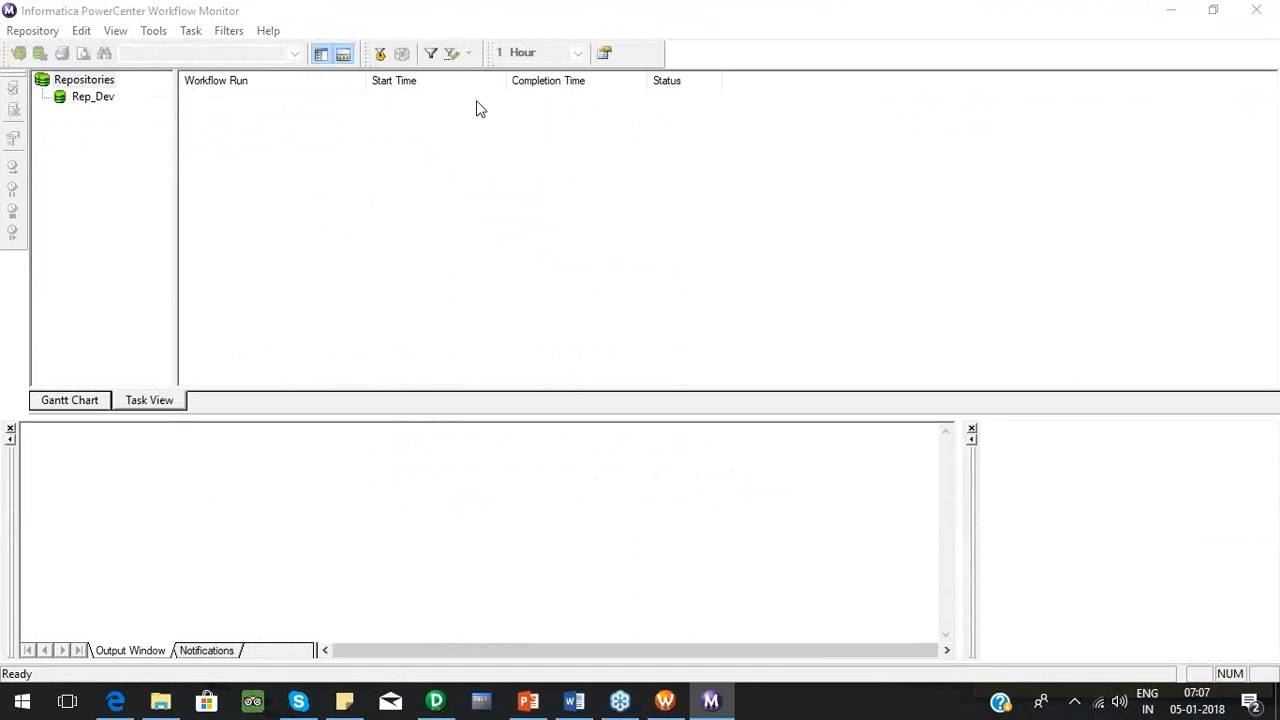 Informatica PowerCenter Workflow Monitor
Repository Edit View Tools Task Filters Help
1 Hour
Repositories
Rep_Dev
Workflow Run Start Time Completion Time Status
Gantt Chart Task View
Output Window Notifications
Ready
NUM
ENG
IN
07:07
05-01-2018
2